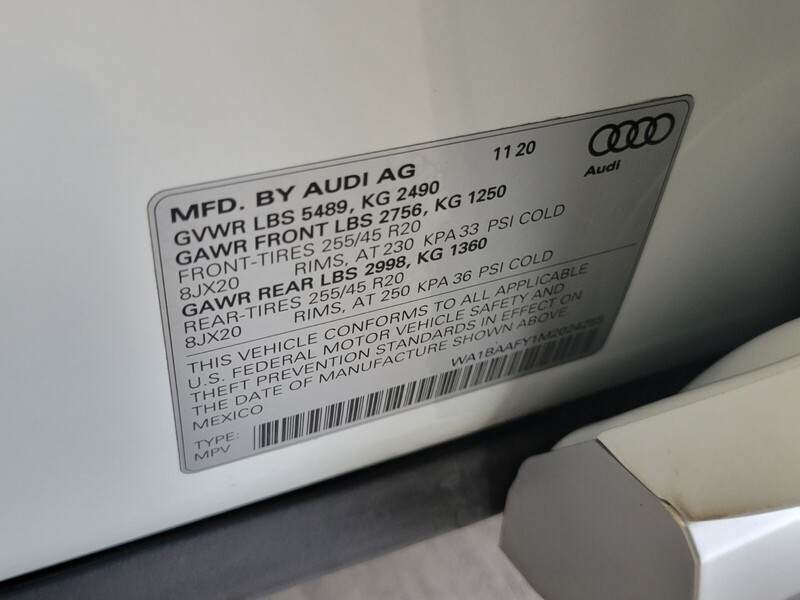 11 20
Audi
MFD. BY AUDI AG
GVWR LBS 5489, KG 2490
GAWR FRONT LBS 2756, KG 1250
FRONT-TIRES 255/45 R20
8JX20 RIMS, AT 230 KPA 33 PSI COLD
GAWR REAR LBS 2998, KG 1360
REAR-TIRES 255/45 R20
8JX20 RIMS, AT 250 KPA 36 PSI COLD
THIS VEHICLE CONFORMS TO ALL APPLICABLE
U.S. FEDERAL MOTOR VEHICLE SAFETY AND
THEFT PREVENTION STANDARDS IN EFFECT ON
THE DATE OF MANUFACTURE SHOWN ABOVE.
MEXICO
WA1BAAFY1M2024255
TYPE:
MPV